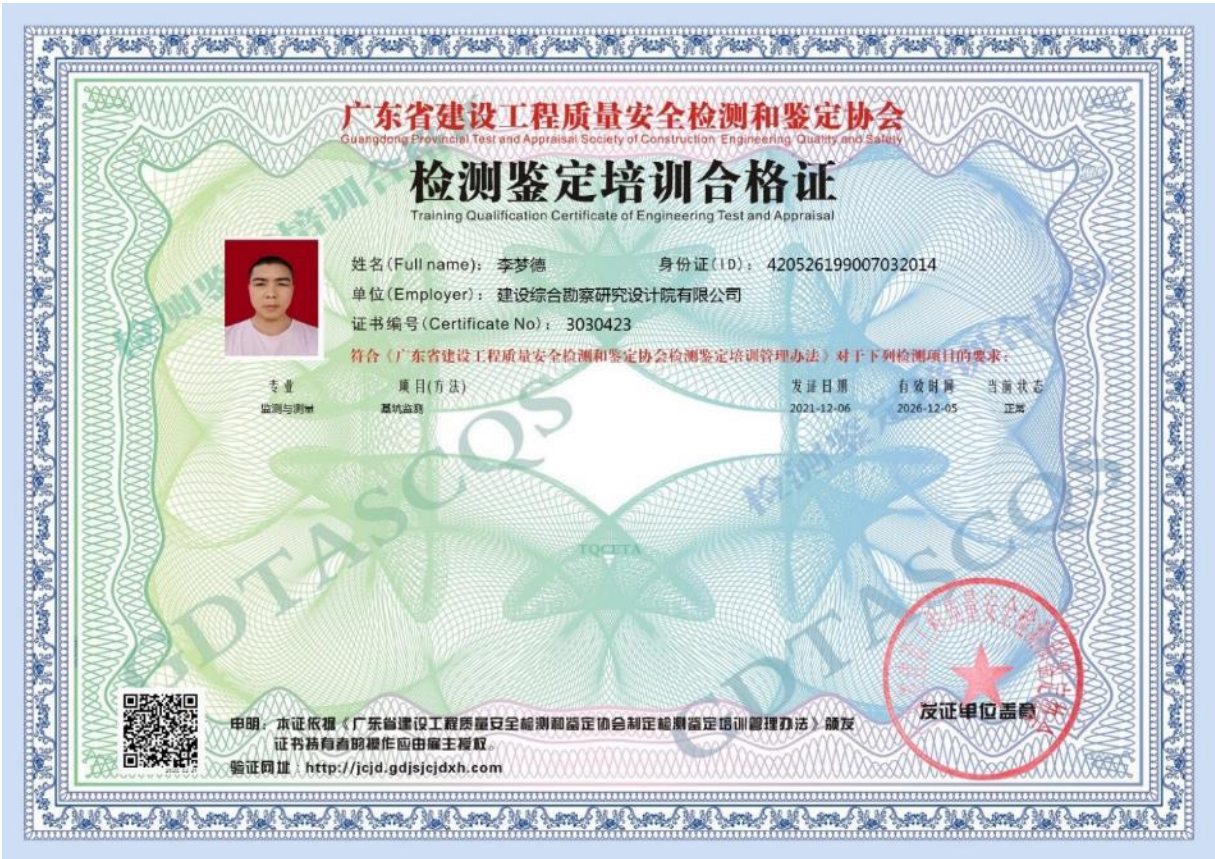 广东省建设工程质量安全检测和鉴定协会
Guangdong Provincial Test and Appraisal Society of Construction Engineering Quality and Safety
检测鉴定培训合格证
Training Qualification Certificate of Engineering Test and Appraisal
姓名(Full name): 李梦德 身份证(ID): 420526199007032014
单位(Employer): 建设综合勘察研究设计院有限公司
证书编号(Certificate No): 3030423
符合《广东省建设工程质量安全检测和鉴定协会检测鉴定培训管理办法》对于下列检测项目的要求:
专业 项目(方法) 发证日期 有效时间 当前状态
监测与测量 基坑监测 2021-12-06 2026-12-05 正常
GDTASCQS
GDTASCQS
TQCETA
发证单位盖章
申明: 本证依据《广东省建设工程质量安全检测和鉴定协会制定检测鉴定培训管理办法》颁发
证书持有者的操作应由雇主授权。
验证网址:http://jcjd.gdjsjcjdxh.com